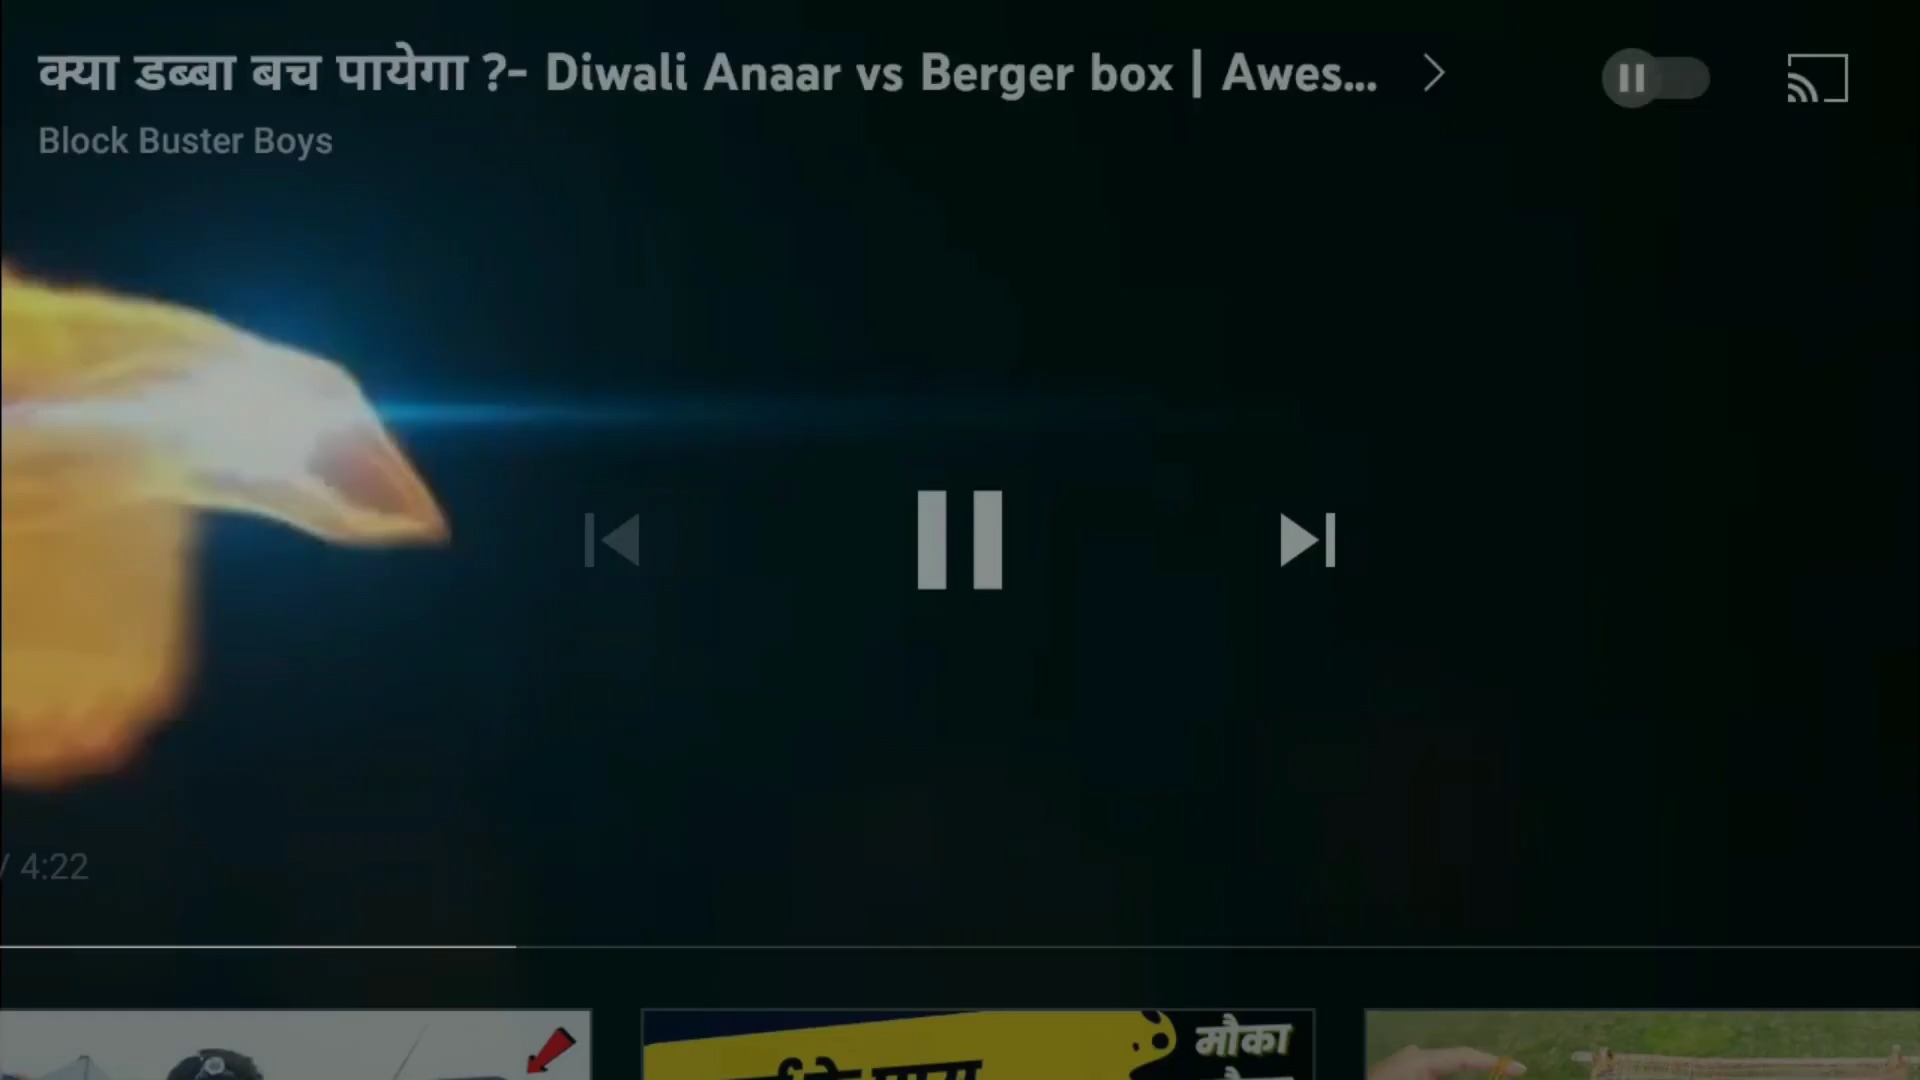 क्या डब्बा बच पायेगा ?- Diwali Anaar vs Berger box | Awes...
Block Buster Boys
/ 4:22
मौका